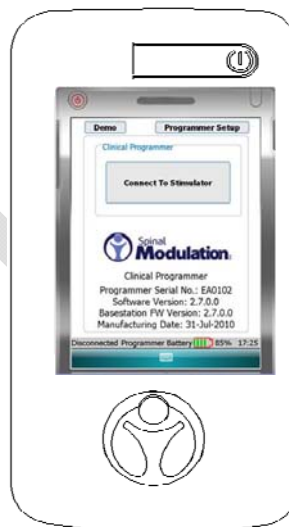 Demo Programmer Setup
Clinical Programmer
Connect To Stimulator
Spinal
Modulation
Clinical Programmer
Programmer Serial No.: EA0102
Software Version: 2.7.0.0
Basestation FW Version: 2.7.0.0
Manufacturing Date: 31-Jul-2010
Disconnected Programmer Battery 85% 17:25